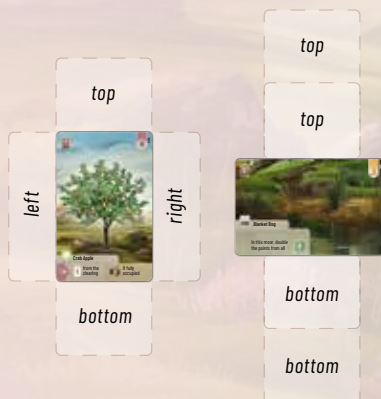 top
top
top
left
right
bottom
bottom
bottom
Crab Apple
from the
clearing
if fully
occupied
Blanket Bog
In this moor, double
the points from all